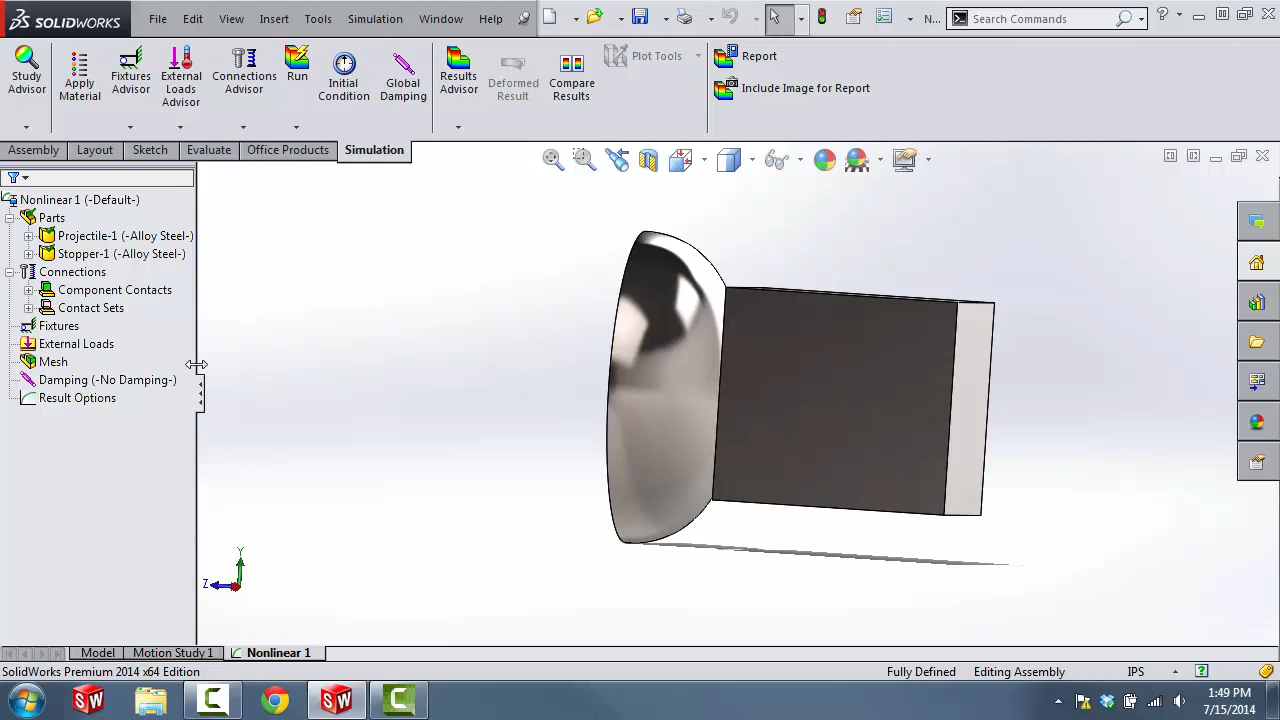 SOLIDWORKS File Edit View Insert Tools Simulation Window Help N... Search Commands
Study Advisor
Apply Material
Fixtures Advisor
External Loads Advisor
Connections Advisor
Run
Initial Condition
Global Damping
Results Advisor
Deformed Result
Compare Results
Plot Tools
Report
Include Image for Report
Assembly Layout Sketch Evaluate Office Products Simulation
Nonlinear 1 (-Default-)
Parts
Projectile-1 (-Alloy Steel-)
Stopper-1 (-Alloy Steel-)
Connections
Component Contacts
Contact Sets
Fixtures
External Loads
Mesh
Damping (-No Damping-)
Result Options
Y
Z
Model Motion Study 1 Nonlinear 1
SolidWorks Premium 2014 x64 Edition Fully Defined Editing Assembly IPS
1:49 PM
7/15/2014